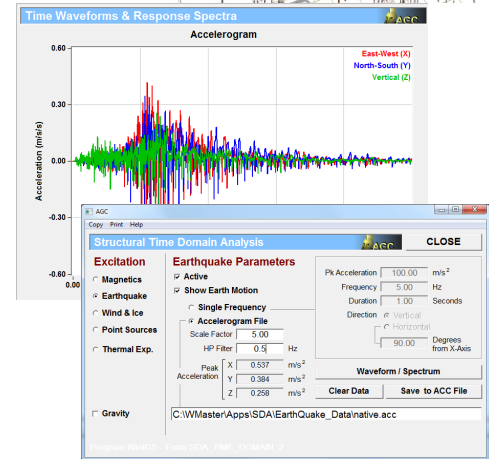 Time Waveforms & Response Spectra
AGC
Accelerogram
0.60
East-West (X)
North-South (Y)
Vertical (Z)
0.30
Acceleration (m/s/s)
0.00
-0.30
-0.60
0.00
AGC
Copy Print Help
Structural Time Domain Analysis
AGC
CLOSE
Excitation
Magnetics
Earthquake
Wind & Ice
Point Sources
Thermal Exp.
Gravity
Earthquake Parameters
Active
Show Earth Motion
Single Frequency
Accelerogram File
Scale Factor 5.00
HP Filter 0.5 Hz
Peak Acceleration
X 0.537 m/s²
Y 0.384 m/s²
Z 0.258 m/s²
Pk Acceleration 100.00 m/s²
Frequency 5.00 Hz
Duration 1.00 Seconds
Direction Vertical
Horizontal
90.00 Degrees from X-Axis
Waveform / Spectrum
Clear Data Save to ACC File
C:\WMaster\Apps\SDA\EarthQuake_Data\native.acc